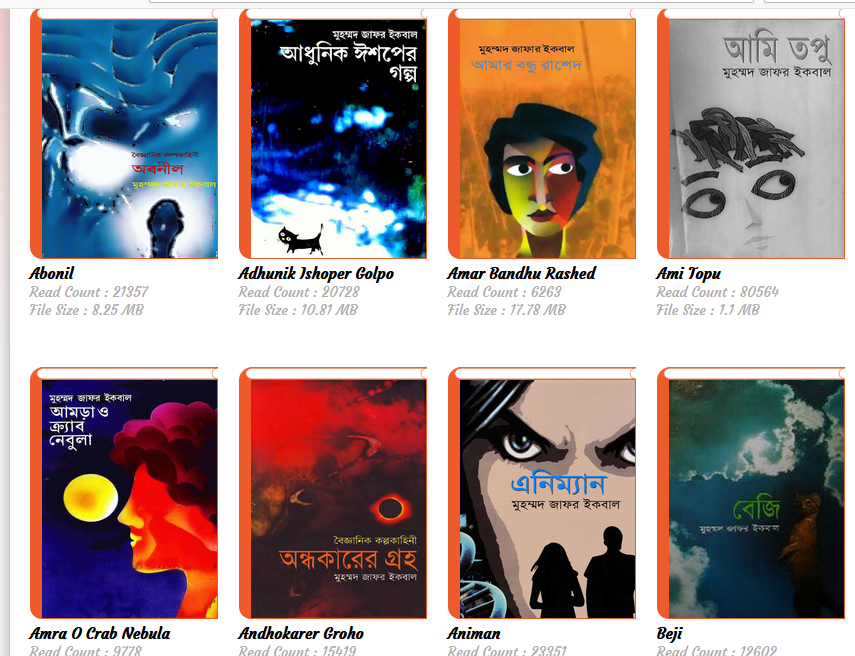 বৈজ্ঞানিক কল্পকাহিনী
অবনীল
মুহম্মদ জাফর ইকবাল
মুহম্মদ জাফর ইকবাল
আধুনিক ঈশপের
গল্প
মুহম্মদ জাফার ইকবাল
আমার বন্ধু রাশেদ
আমি তপু
মুহম্মদ জাফর ইকবাল
Abonil
Read Count : 21357
File Size : 8.25 MB
Adhunik Ishoper Golpo
Read Count : 20728
File Size : 10.81 MB
Amar Bandhu Rashed
Read Count : 6263
File Size : 17.78 MB
Ami Topu
Read Count : 80564
File Size : 1.1 MB
মুহম্মদ জাফর ইকবাল
আমড়া ও
ক্র্যাব
নেবুলা
বৈজ্ঞানিক কল্পকাহিনী
অন্ধকারের গ্রহ
মুহম্মদ জাফর ইকবাল
এনিম্যান
মুহম্মদ জাফর ইকবাল
বেজি
মুহম্মদ জাফর ইকবাল
Amra O Crab Nebula
Read Count : 9778
Andhokarer Groho
Read Count : 15419
Animan
Read Count : 23351
Beji
Read Count : 12602